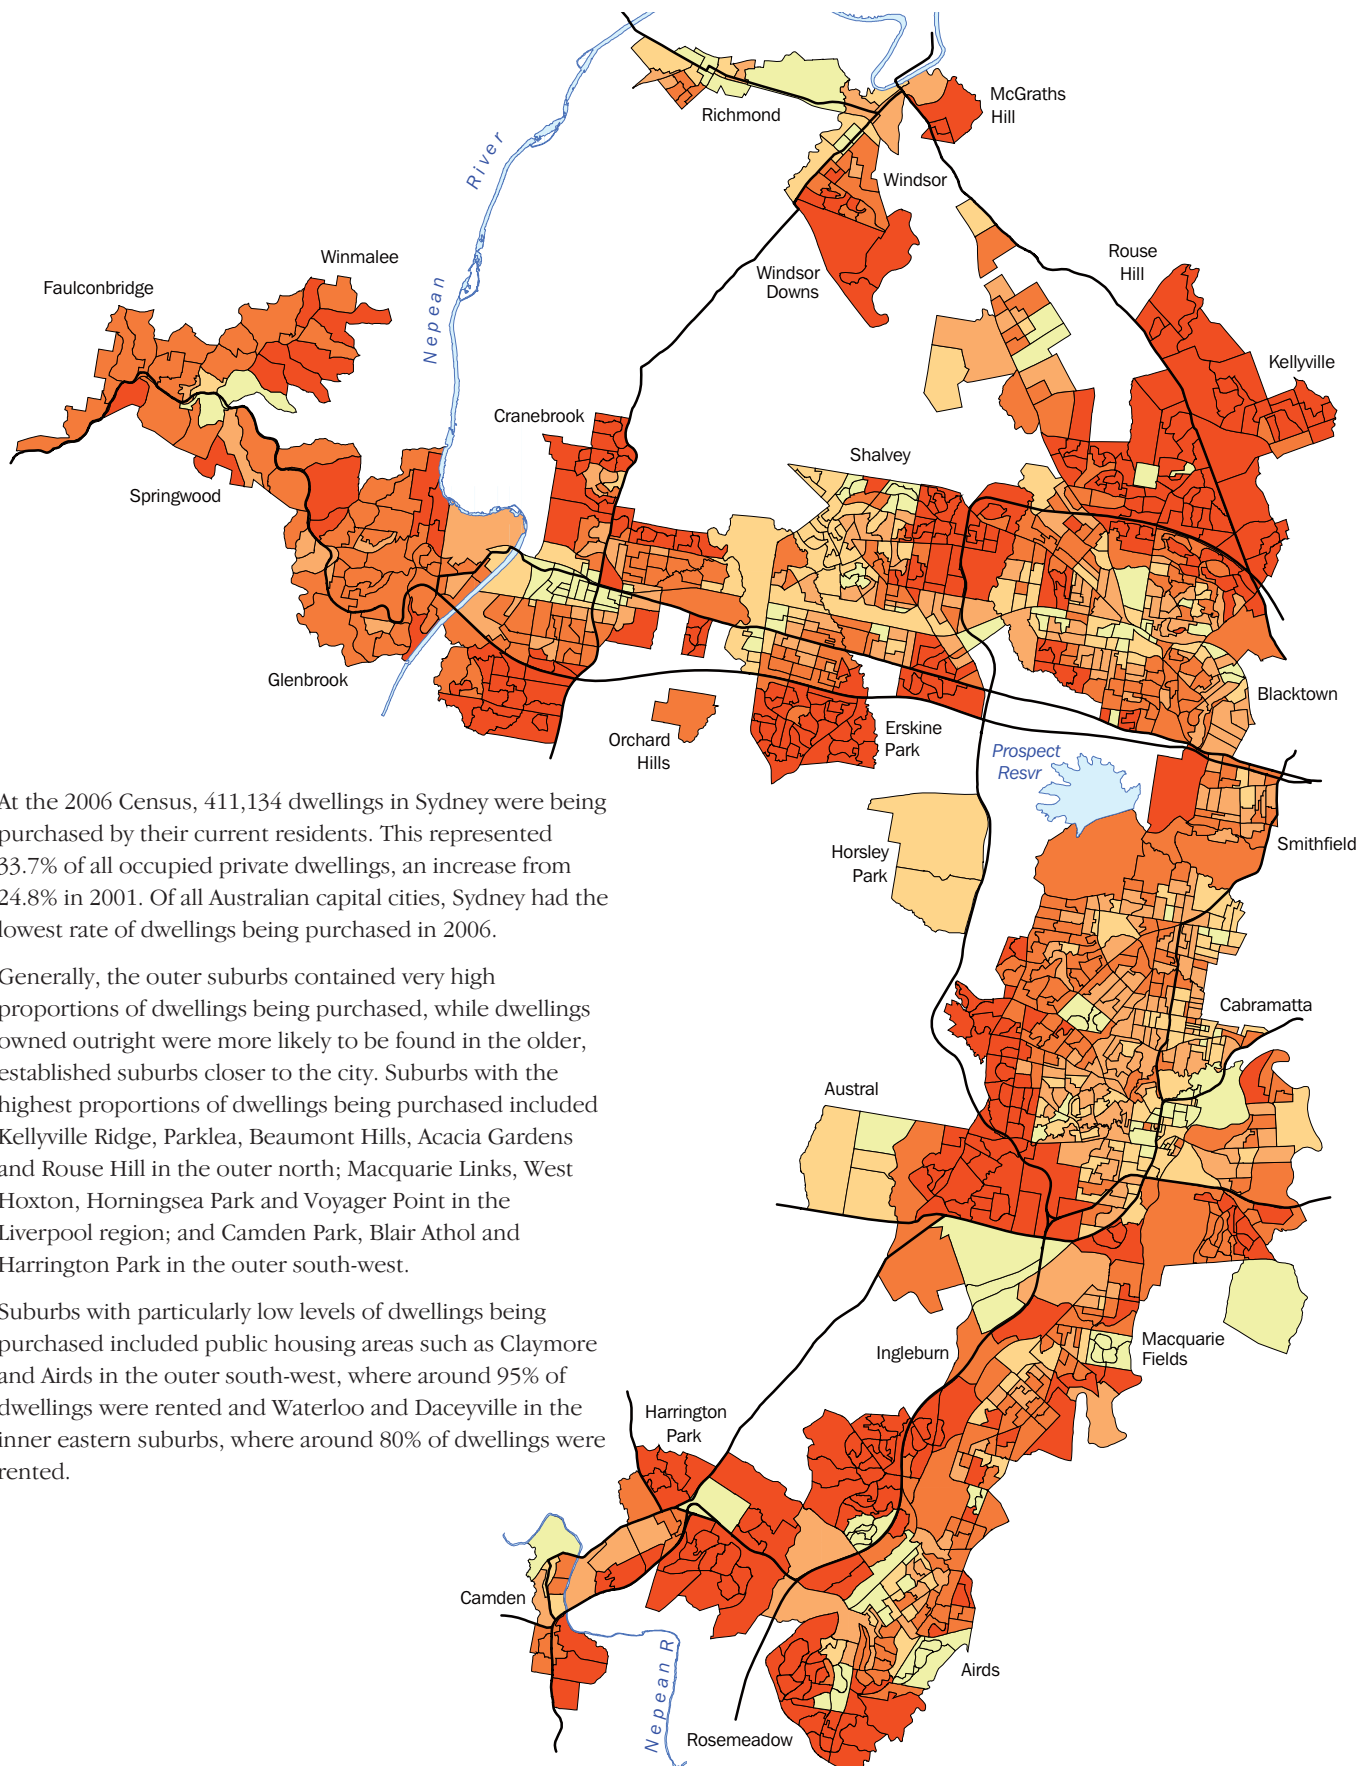 McGraths
Hill
Richmond
River
Windsor
Rouse
Hill
Winmalee
Windsor
Downs
Faulconbridge
Nepean
Kellyville
Cranebrook
Shalvey
Springwood
Glenbrook
Blacktown
Orchard
Hills
Erskine
Park
Prospect
Resvr
At the 2006 Census, 411,134 dwellings in Sydney were being
purchased by their current residents. This represented
33.7% of all occupied private dwellings, an increase from
24.8% in 2001. Of all Australian capital cities, Sydney had the
lowest rate of dwellings being purchased in 2006.
Smithfield
Horsley
Park
Generally, the outer suburbs contained very high
proportions of dwellings being purchased, while dwellings
owned outright were more likely to be found in the older,
established suburbs closer to the city. Suburbs with the
highest proportions of dwellings being purchased included
Kellyville Ridge, Parklea, Beaumont Hills, Acacia Gardens
and Rouse Hill in the outer north; Macquarie Links, West
Hoxton, Horningsea Park and Voyager Point in the
Liverpool region; and Camden Park, Blair Athol and
Harrington Park in the outer south-west.
Cabramatta
Austral
Suburbs with particularly low levels of dwellings being
purchased included public housing areas such as Claymore
and Airds in the outer south-west, where around 95% of
dwellings were rented and Waterloo and Daceyville in the
inner eastern suburbs, where around 80% of dwellings were
rented.
Macquarie
Fields
Ingleburn
Harrington
Park
Camden
Airds
Nepean R
Rosemeadow